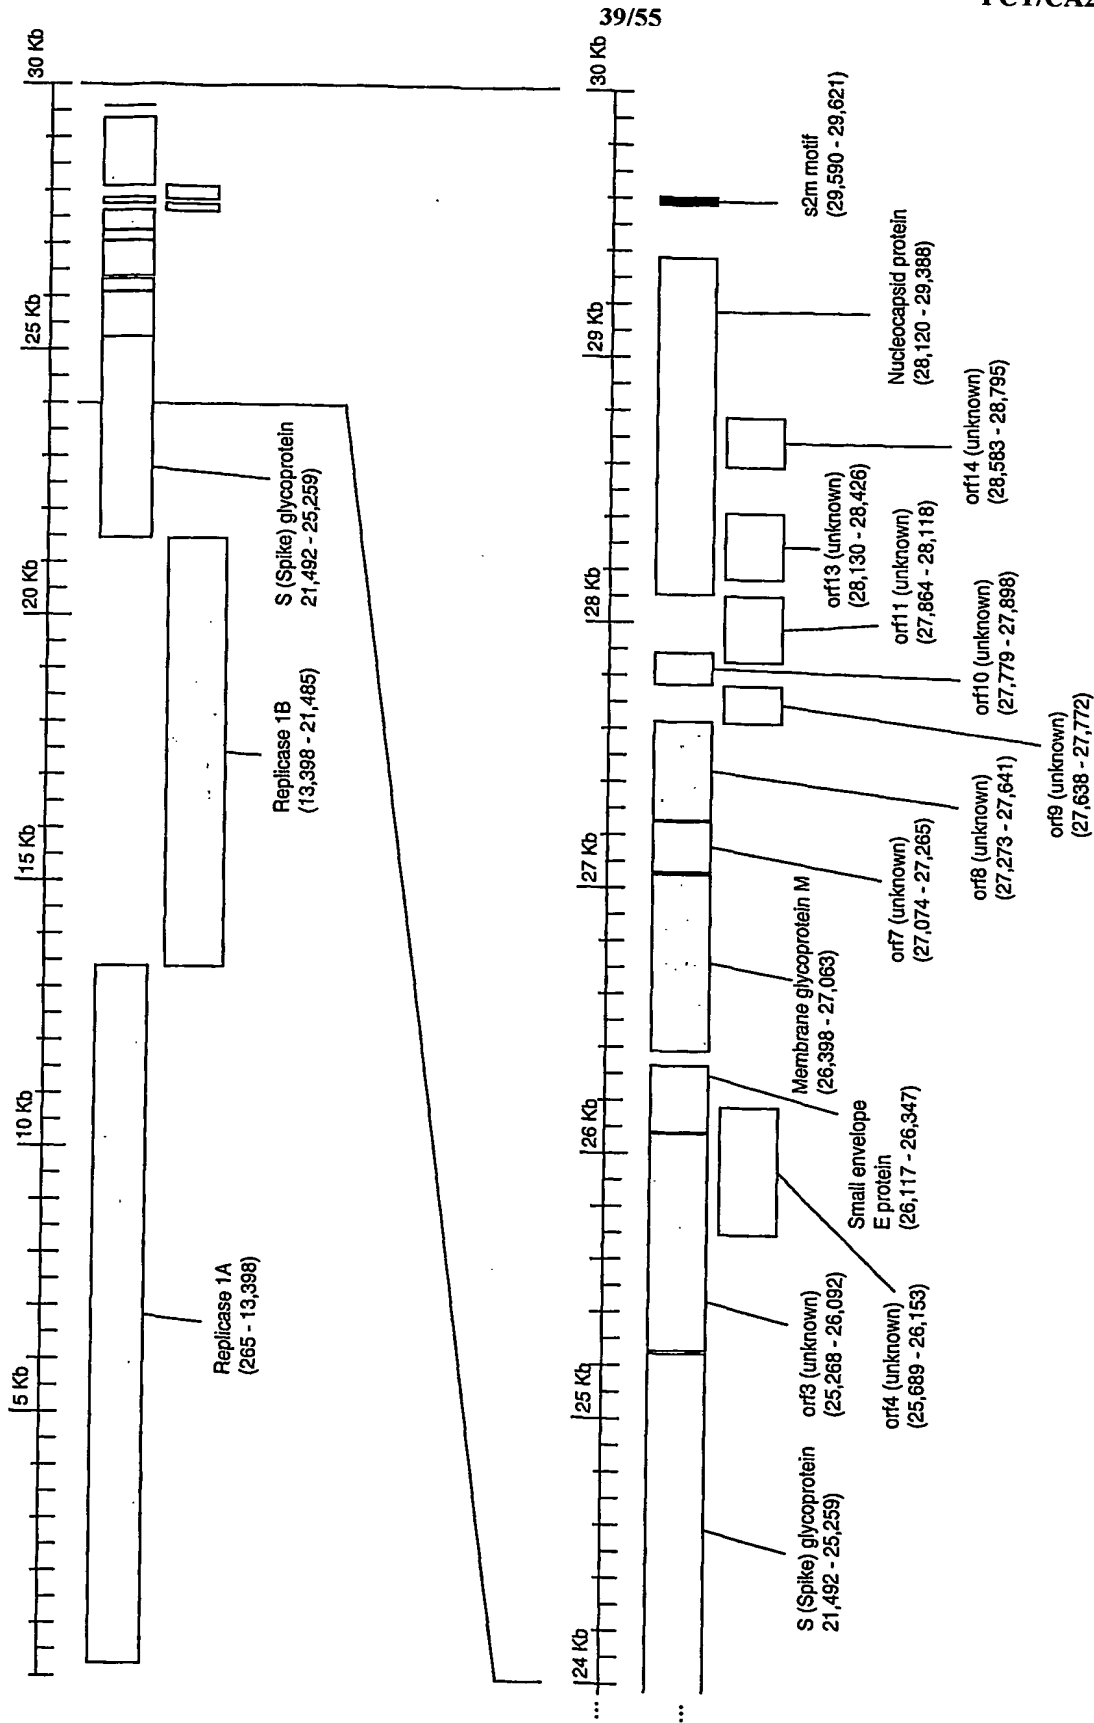 39/55
5 Kb
10 Kb
15 Kb
20 Kb
25 Kb
30 Kb
Replicase 1A
(265 - 13,398)
Replicase 1B
(13,398 - 21,485)
S (Spike) glycoprotein
21,492 - 25,259)
...
24 Kb
25 Kb
26 Kb
27 Kb
28 Kb
29 Kb
30 Kb
...
S (Spike) glycoprotein
21,492 - 25,259)
orf3 (unknown)
(25,268 - 26,092)
orf4 (unknown)
(25,689 - 26,153)
Small envelope
E protein
(26,117 - 26,347)
Membrane glycoprotein M
(26,398 - 27,063)
orf7 (unknown)
(27,074 - 27,265)
orf8 (unknown)
(27,273 - 27,641)
orf9 (unknown)
(27,638 - 27,772)
orf10 (unknown)
(27,779 - 27,898)
orf11 (unknown)
(27,864 - 28,118)
orf13 (unknown)
(28,130 - 28,426)
orf14 (unknown)
(28,583 - 28,795)
Nucleocapsid protein
(28,120 - 29,388)
s2m motif
(29,590 - 29,621)